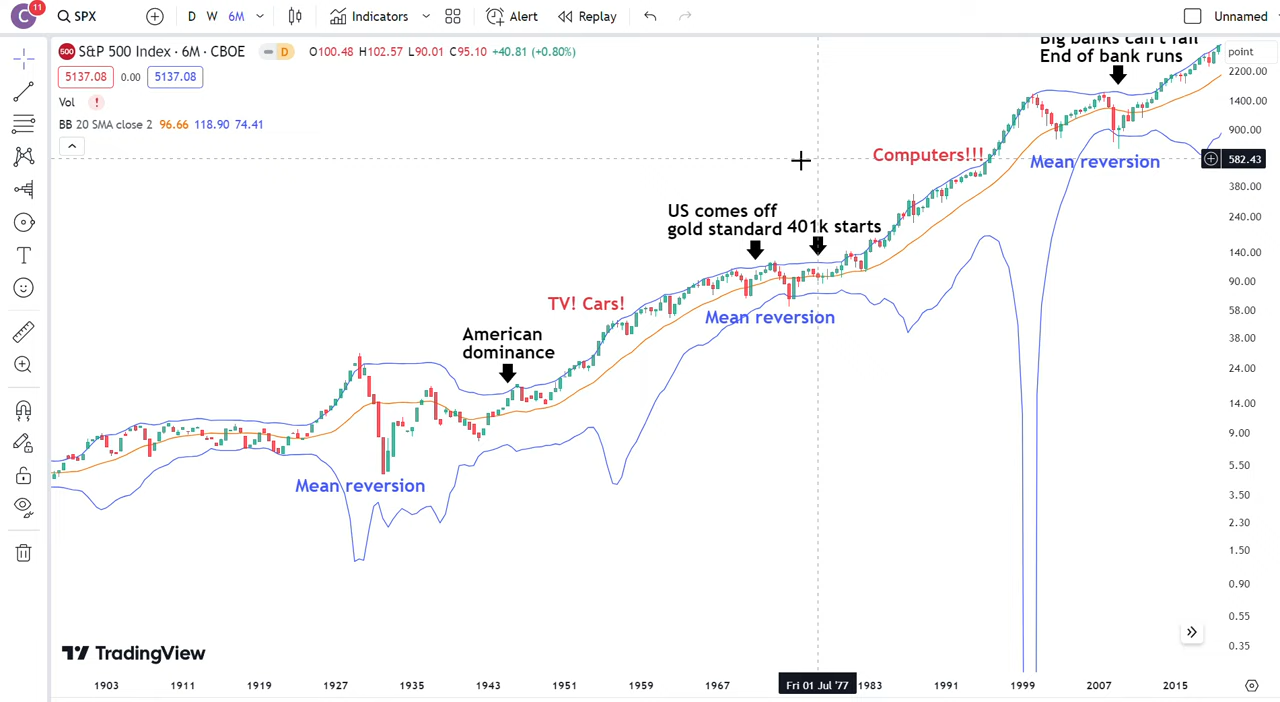 C 11 SPX D W 6M Indicators Alert Replay Unnamed
500 S&P 500 Index · 6M · CBOE D O100.48 H102.57 L90.01 C95.10 +40.81 (+0.80%)
5137.08 0.00 5137.08
Vol !
BB 20 SMA close 2 96.66 118.90 74.41
Big banks can't fail
End of bank runs
point
Computers!!!
Mean reversion
US comes off
gold standard
401k starts
TV! Cars!
Mean reversion
American
dominance
Mean reversion
2200.00
1400.00
900.00
582.43
380.00
240.00
140.00
90.00
58.00
38.00
24.00
14.00
9.00
5.50
3.50
2.30
1.50
0.90
0.55
0.35
TradingView
1903 1911 1919 1927 1935 1943 1951 1959 1967 Fri 01 Jul '77 1983 1991 1999 2007 2015